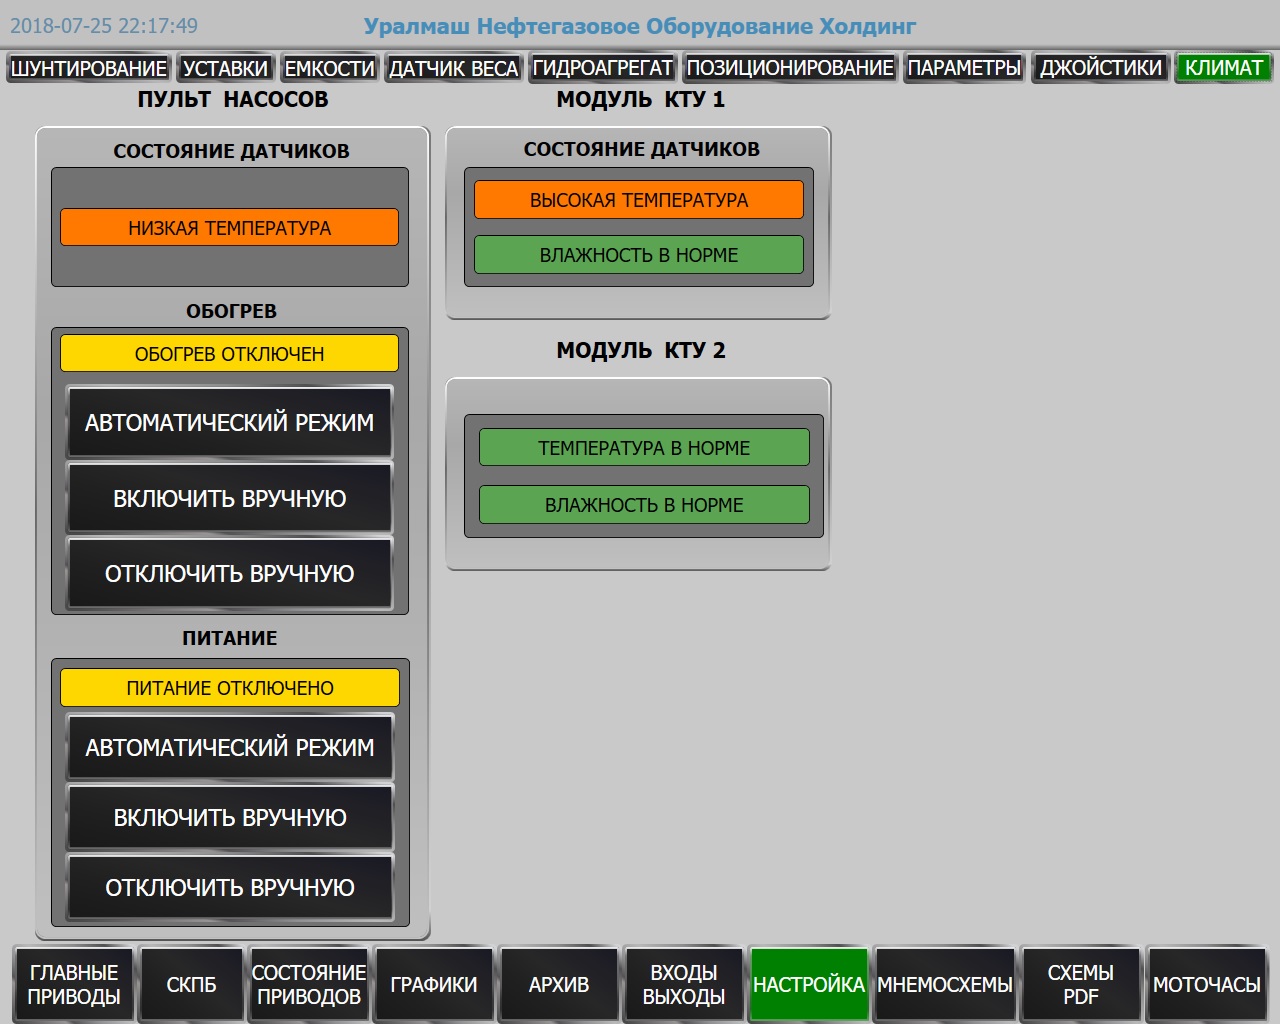 2018-07-25 22:17:49
Уралмаш Нефтегазовое Оборудование Холдинг
ШУНТИРОВАНИЕ
УСТАВКИ
ЕМКОСТИ
ДАТЧИК ВЕСА
ГИДРОАГРЕГАТ
ПОЗИЦИОНИРОВАНИЕ
ПАРАМЕТРЫ
ДЖОЙСТИКИ
КЛИМАТ
ПУЛЬТ НАСОСОВ
СОСТОЯНИЕ ДАТЧИКОВ
НИЗКАЯ ТЕМПЕРАТУРА
ОБОГРЕВ
ОБОГРЕВ ОТКЛЮЧЕН
АВТОМАТИЧЕСКИЙ РЕЖИМ
ВКЛЮЧИТЬ ВРУЧНУЮ
ОТКЛЮЧИТЬ ВРУЧНУЮ
ПИТАНИЕ
ПИТАНИЕ ОТКЛЮЧЕНО
АВТОМАТИЧЕСКИЙ РЕЖИМ
ВКЛЮЧИТЬ ВРУЧНУЮ
ОТКЛЮЧИТЬ ВРУЧНУЮ
МОДУЛЬ КТУ 1
СОСТОЯНИЕ ДАТЧИКОВ
ВЫСОКАЯ ТЕМПЕРАТУРА
ВЛАЖНОСТЬ В НОРМЕ
МОДУЛЬ КТУ 2
ТЕМПЕРАТУРА В НОРМЕ
ВЛАЖНОСТЬ В НОРМЕ
ГЛАВНЫЕ
ПРИВОДЫ
СКПБ
СОСТОЯНИЕ
ПРИВОДОВ
ГРАФИКИ
АРХИВ
ВХОДЫ
ВЫХОДЫ
НАСТРОЙКА
МНЕМОСХЕМЫ
СХЕМЫ
PDF
МОТОЧАСЫ